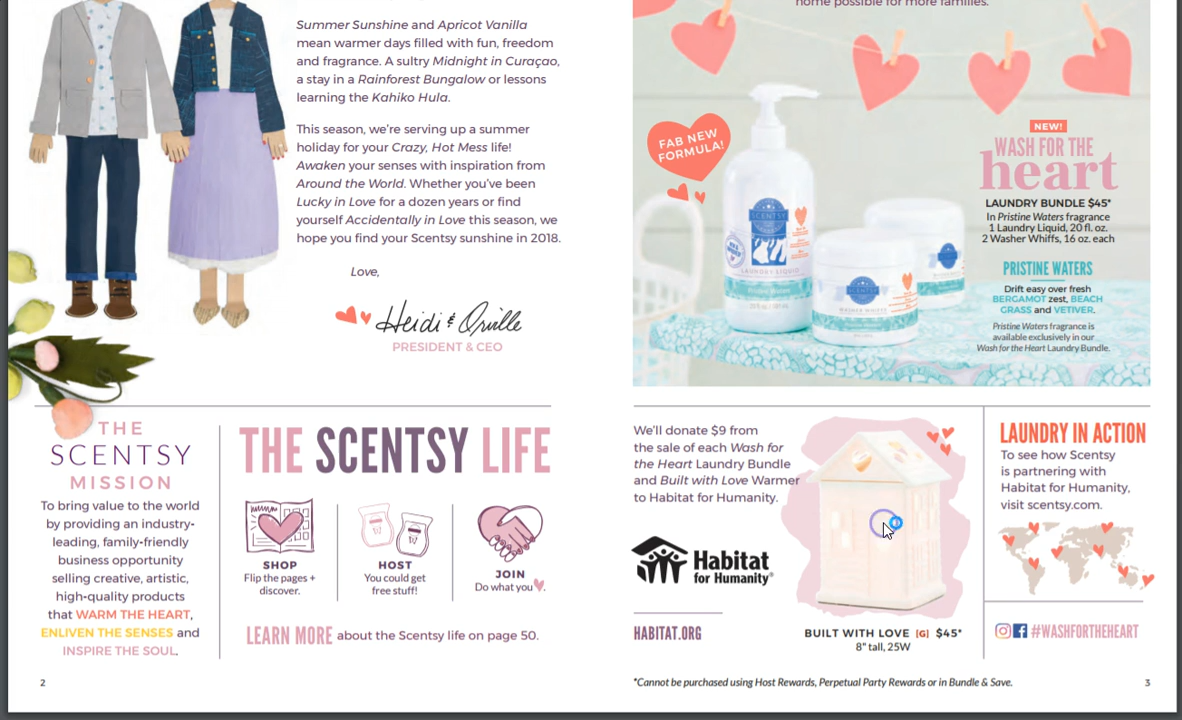 Summer Sunshine and Apricot Vanilla
mean warmer days filled with fun, freedom
and fragrance. A sultry Midnight in Curaçao,
a stay in a Rainforest Bungalow or lessons
learning the Kahiko Hula.
This season, we're serving up a summer
holiday for your Crazy, Hot Mess life!
Awaken your senses with inspiration from
Around the World. Whether you've been
Lucky in Love for a dozen years or find
yourself Accidentally in Love this season, we
hope you find your Scentsy sunshine in 2018.
Love,
Heidi & Orville
PRESIDENT & CEO
THE
SCENTSY
MISSION
To bring value to the world
by providing an industry-
leading, family-friendly
business opportunity
selling creative, artistic,
high-quality products
that WARM THE HEART,
ENLIVEN THE SENSES and
INSPIRE THE SOUL.
THE SCENTSY LIFE
SHOP
Flip the pages +
discover.
HOST
You could get
free stuff!
JOIN
Do what you
LEARN MORE about the Scentsy life on page 50.
2
home possible for more families.
FAB NEW
FORMULA!
SCENTSY
LAUNDRY LIQUID
SCENTSY
WASHER WHIFFS
NEW!
WASH FOR THE
heart
LAUNDRY BUNDLE $45*
In Pristine Waters fragrance
1 Laundry Liquid, 20 fl. oz.
2 Washer Whiffs, 16 oz. each
PRISTINE WATERS
Drift easy over fresh
BERGAMOT zest, BEACH
GRASS and VETIVER.
Pristine Waters fragrance is
available exclusively in our
Wash for the Heart Laundry Bundle.
We'll donate $9 from
the sale of each Wash for
the Heart Laundry Bundle
and Built with Love Warmer
to Habitat for Humanity.
Habitat
for Humanity®
HABITAT.ORG
BUILT WITH LOVE [G] $45*
8" tall, 25W
LAUNDRY IN ACTION
To see how Scentsy
is partnering with
Habitat for Humanity,
visit scentsy.com.
#WASHFORTHEHEART
*Cannot be purchased using Host Rewards, Perpetual Party Rewards or in Bundle & Save.
3